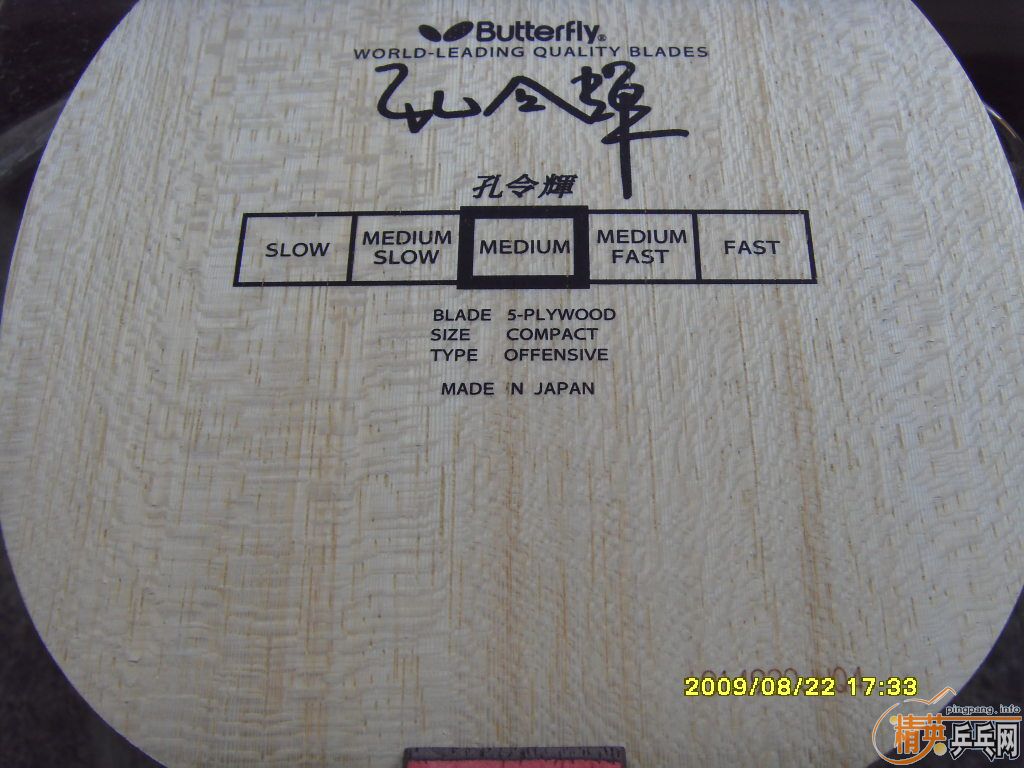 Butterfly®
WORLD-LEADING QUALITY BLADES
孔令輝
孔令輝
SLOW
MEDIUM
SLOW
MEDIUM
MEDIUM
FAST
FAST
BLADE 5-PLYWOOD
SIZE COMPACT
TYPE OFFENSIVE
MADE IN JAPAN
2009/08/22 17:33
pingpang.info
精英乒乓网